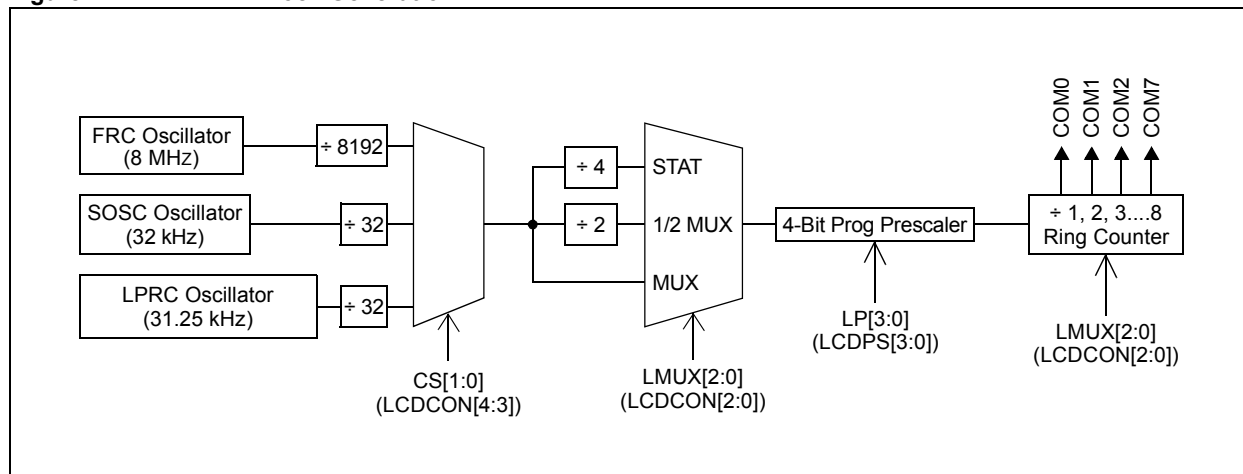 COM0
COM1
COM2
COM7
FRC Oscillator
(8 MHz)
÷ 8192
SOSC Oscillator
(32 kHz)
÷ 32
LPRC Oscillator
(31.25 kHz)
÷ 32
CS[1:0]
(LCDCON[4:3])
÷ 4
÷ 2
STAT
1/2 MUX
MUX
LMUX[2:0]
(LCDCON[2:0])
4-Bit Prog Prescaler
LP[3:0]
(LCDPS[3:0])
÷ 1, 2, 3....8
Ring Counter
LMUX[2:0]
(LCDCON[2:0])